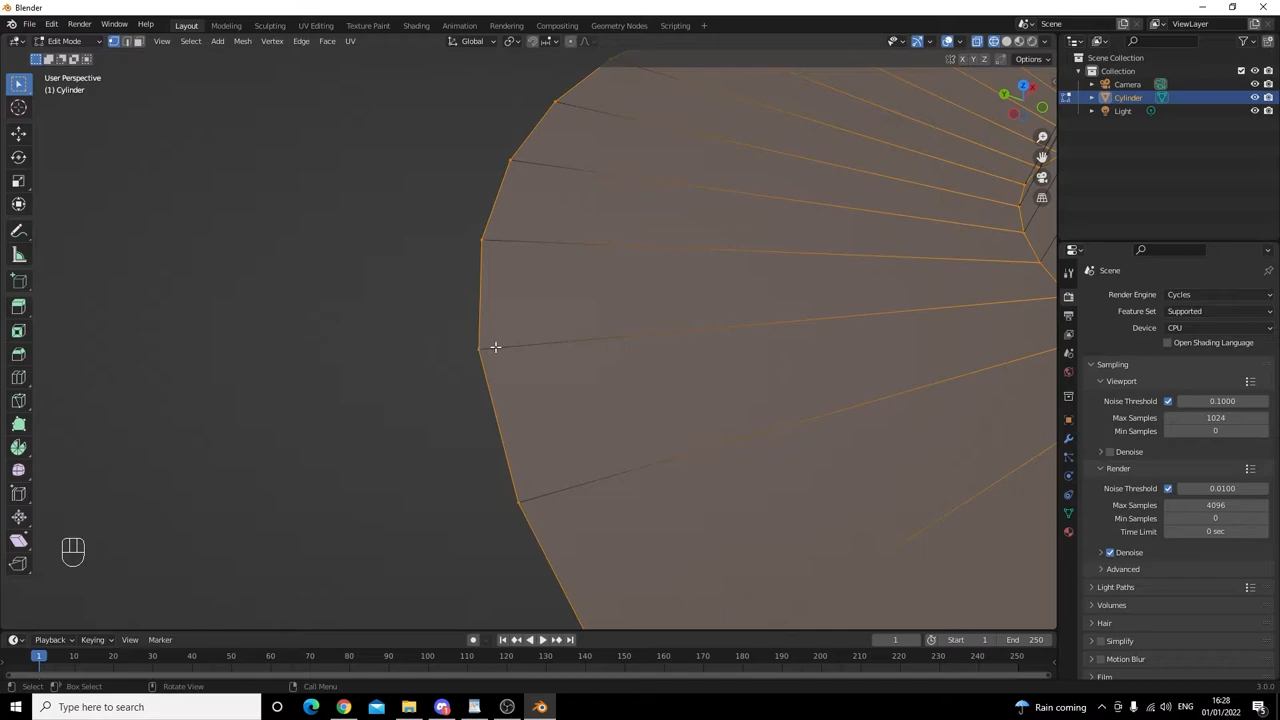 Blender
File Edit Render Window Help Layout Modeling Sculpting UV Editing Texture Paint Shading Animation Rendering Compositing Geometry Nodes Scripting + Scene ViewLayer
Edit Mode View Select Add Mesh Vertex Edge Face UV Global
X Y Z Options
User Perspective
(1) Cylinder
Scene Collection
Collection
Camera
Cylinder
Light
Z
Y
X
Scene
Render Engine Cycles
Feature Set Supported
Device CPU
Open Shading Language
Sampling
Viewport
Noise Threshold 0.1000
Max Samples 1024
Min Samples 0
Denoise
Render
Noise Threshold 0.0100
Max Samples 4096
Min Samples 0
Time Limit 0 sec
Denoise
Advanced
Light Paths
Volumes
Hair
Simplify
Motion Blur
Film
Playback Keying View Marker 1 Start 1 End 250
1 10 20 30 40 50 60 70 80 90 100 110 120 130 140 150 160 170 180 190 200 210 220 230 240 250
Select Box Select Rotate View Call Menu 3.0.0
Type here to search Rain coming ENG 16:28 01/01/2022